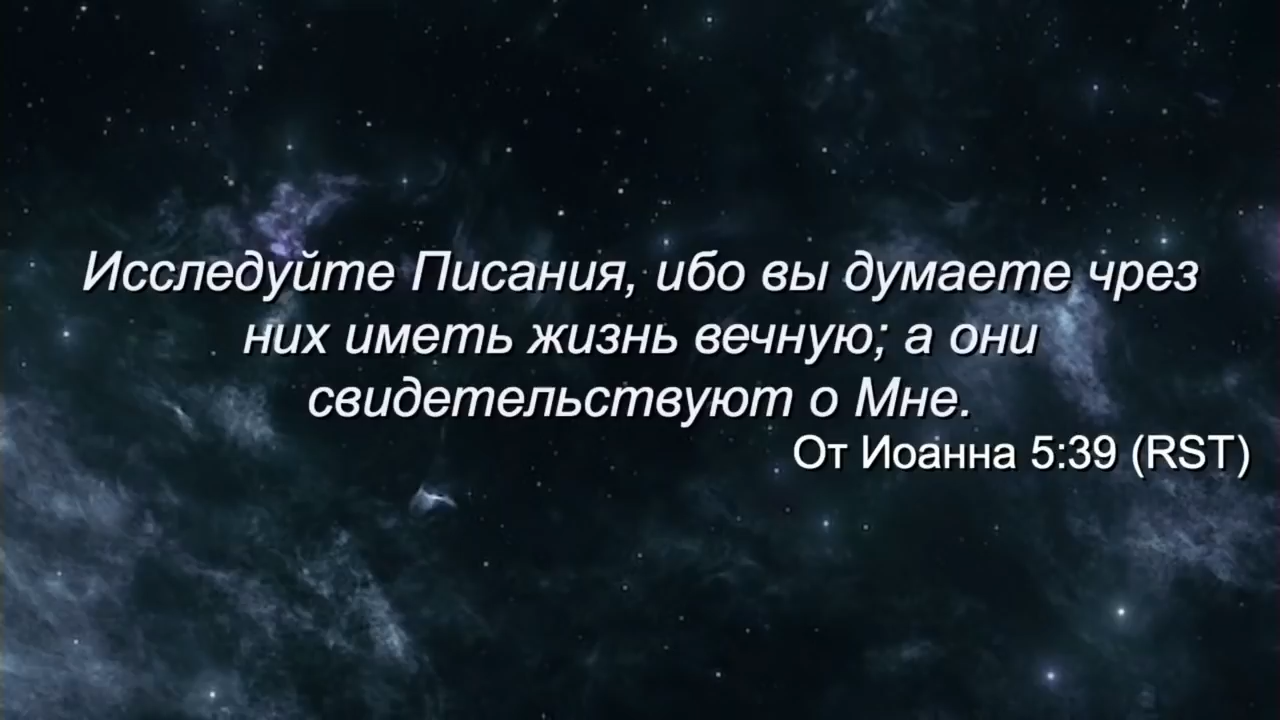 Исследуйте Писания, ибо вы думаете чрез
них иметь жизнь вечную; а они
свидетельствуют о Мне.
От Иоанна 5:39 (RST)